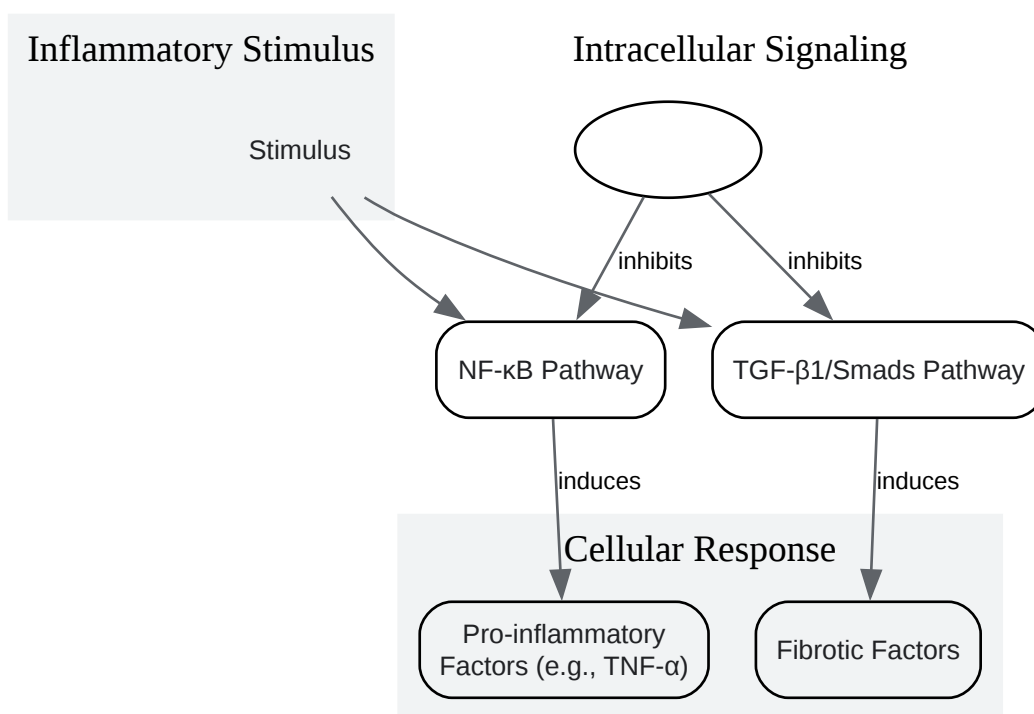 Inflammatory Stimulus
Intracellular Signaling
Stimulus
inhibits
inhibits
NF-κB Pathway
TGF-β1/Smads Pathway
induces
induces
Cellular Response
Pro-inflammatory
Factors (e.g., TNF-α)
Fibrotic Factors